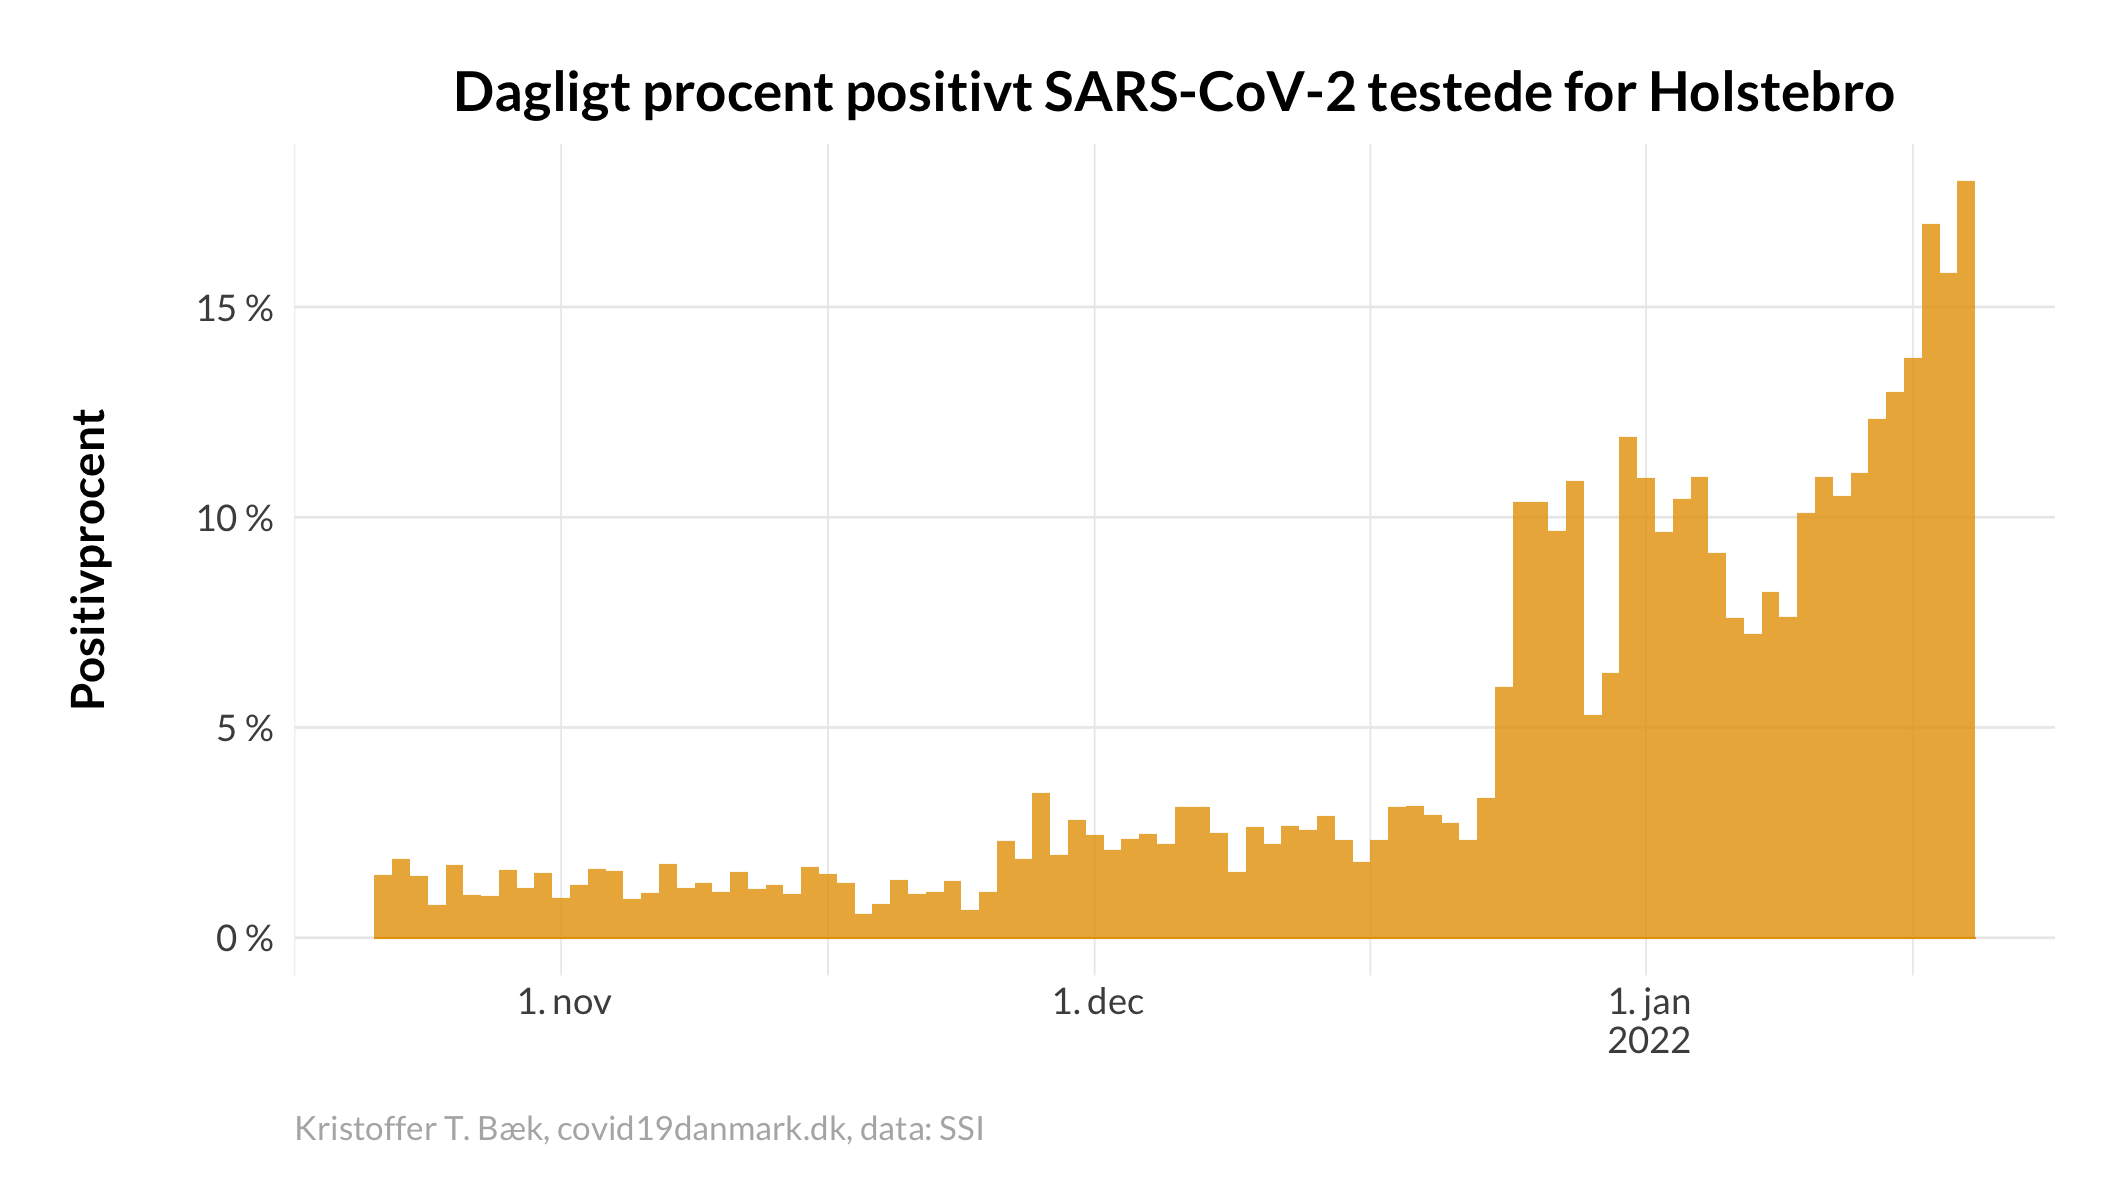 Dagligt procent positivt SARS-CoV-2 testede for Holstebro
Positivprocent
15 %
10 %
5 %
0 %
1. nov
1. dec
1. jan
2022
Kristoffer T. Bæk, covid19danmark.dk, data: SSI